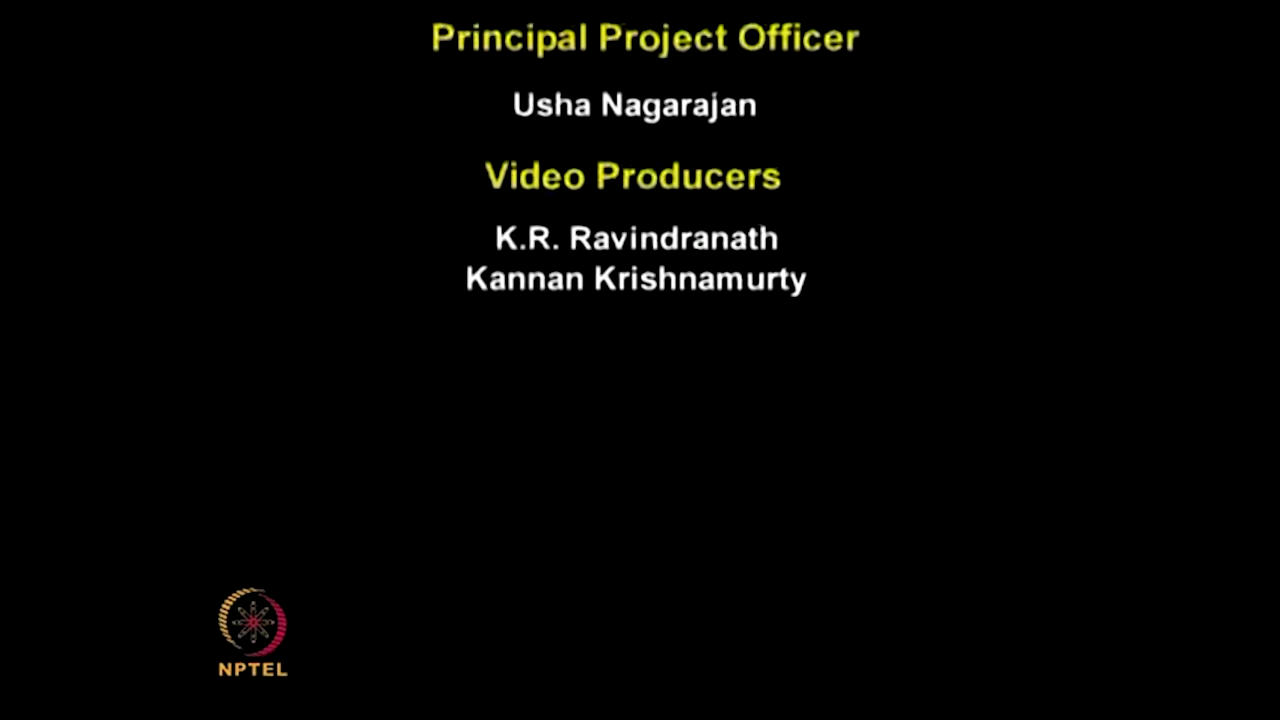 Principal Project Officer
Usha Nagarajan
Video Producers
K.R. Ravindranath
Kannan Krishnamurty
NPTEL